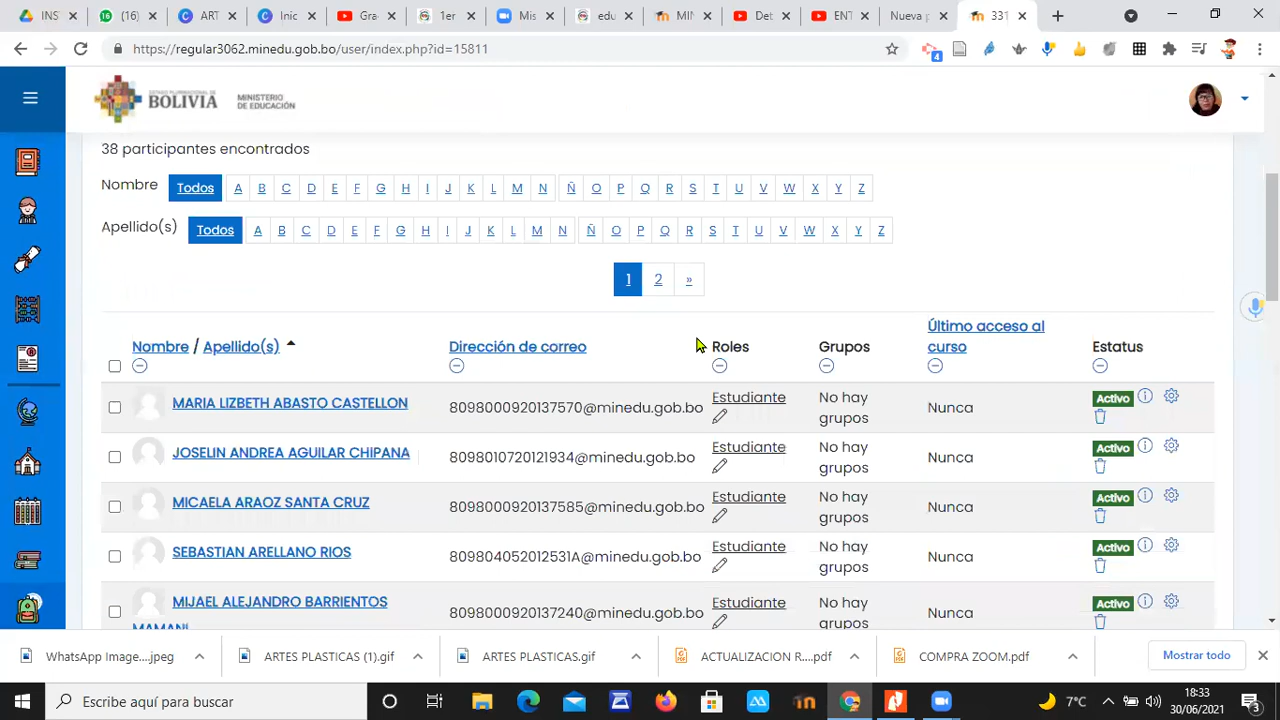 INS (16) ART Inic Gra 1er Mis edu MIN Det ENT Nueva p 331
https://regular3062.minedu.gob.bo/user/index.php?id=15811
4
ESTADO PLURINACIONAL DE
BOLIVIA MINISTERIO
DE EDUCACIÓN
38 participantes encontrados
Nombre Todos A B C D E F G H I J K L M N Ñ O P Q R S T U V W X Y Z
Apellido(s) Todos A B C D E F G H I J K L M N Ñ O P Q R S T U V W X Y Z
1 2 »
Nombre / Apellido(s) Dirección de correo Roles Grupos Último acceso al curso Estatus
MARIA LIZBETH ABASTO CASTELLON 8098000920137570@minedu.gob.bo Estudiante No hay grupos Nunca Activo
JOSELIN ANDREA AGUILAR CHIPANA 8098010720121934@minedu.gob.bo Estudiante No hay grupos Nunca Activo
MICAELA ARAOZ SANTA CRUZ 8098000920137585@minedu.gob.bo Estudiante No hay grupos Nunca Activo
SEBASTIAN ARELLANO RIOS 809804052012531A@minedu.gob.bo Estudiante No hay grupos Nunca Activo
MIJAEL ALEJANDRO BARRIENTOS MAMANI 8098000920137240@minedu.gob.bo Estudiante No hay grupos Nunca Activo
WhatsApp Image....jpeg ARTES PLASTICAS (1).gif ARTES PLASTICAS.gif ACTUALIZACION R....pdf COMPRA ZOOM.pdf Mostrar todo
Escribe aquí para buscar 7°C 18:33
30/06/2021
3